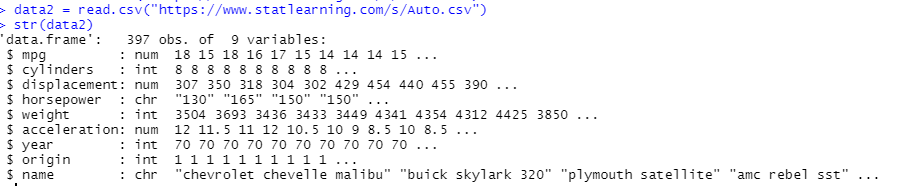 > data2 = read.csv("https://www.statlearning.com/s/Auto.csv")
> str(data2)
'data.frame':   397 obs. of  9 variables:
 $ mpg         : num  18 15 18 16 17 15 14 14 14 15 ...
 $ cylinders   : int  8 8 8 8 8 8 8 8 8 8 ...
 $ displacement: num  307 350 318 304 302 429 454 440 455 390 ...
 $ horsepower  : chr  "130" "165" "150" "150" ...
 $ weight      : int  3504 3693 3436 3433 3449 4341 4354 4312 4425 3850 ...
 $ acceleration: num  12 11.5 11 12 10.5 10 9 8.5 10 8.5 ...
 $ year        : int  70 70 70 70 70 70 70 70 70 70 ...
 $ origin      : int  1 1 1 1 1 1 1 1 1 1 ...
 $ name        : chr  "chevrolet chevelle malibu" "buick skylark 320" "plymouth satellite" "amc rebel sst" ...